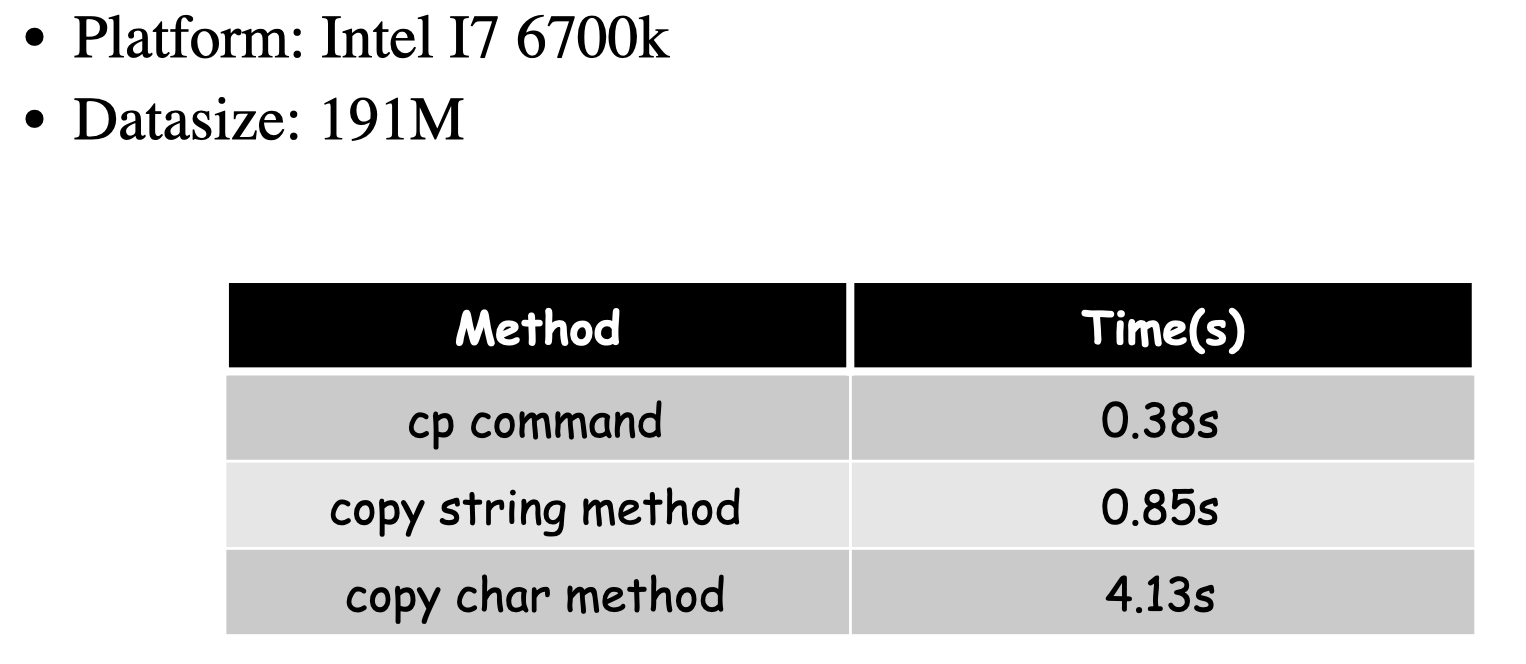 • Platform: Intel I7 6700k
• Datasize: 191M
Method Time(s)
cp command 0.38s
copy string method 0.85s
copy char method 4.13s